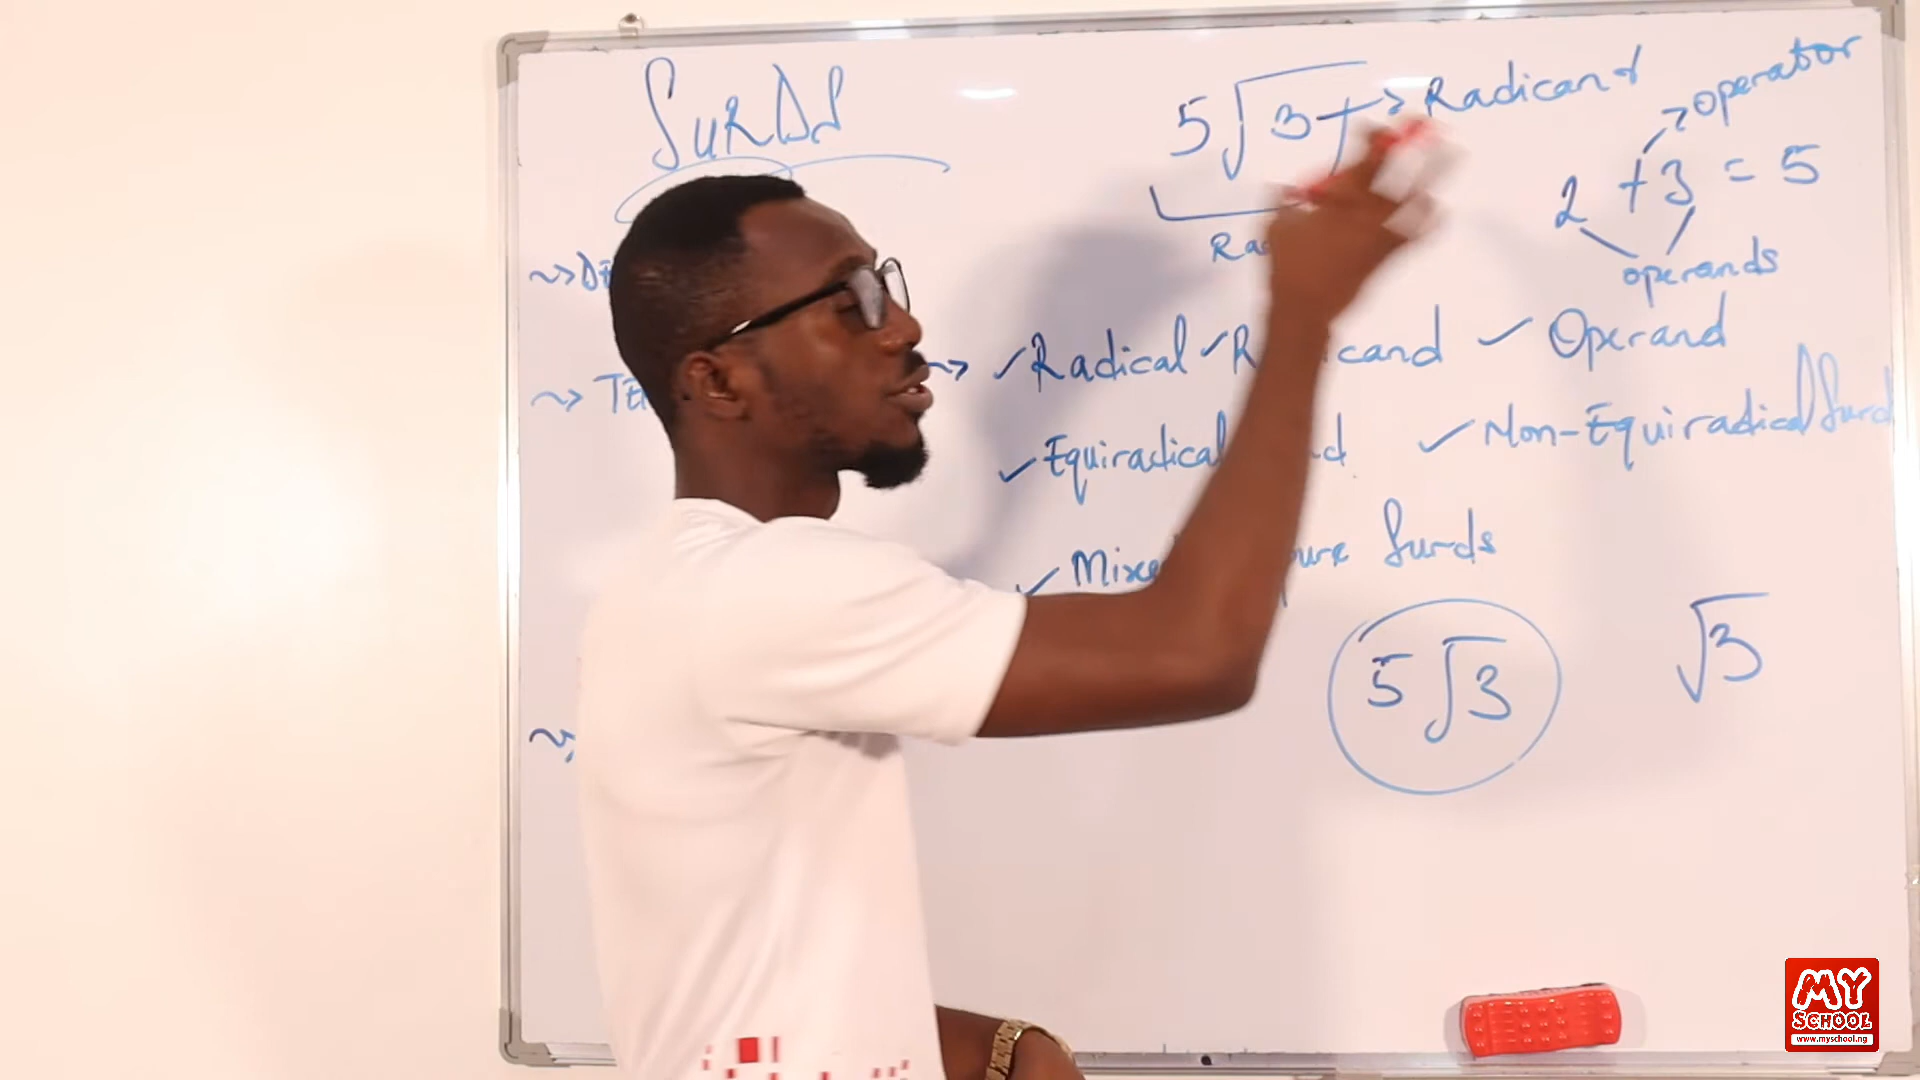 SURDS
5√3 → Radicand
→ operator
2 + 3 = 5
operands
✓ Radical ✓ ✓ Operand
✓ Equiradical ✓ Non-Equiradical Surd
✓ Surds
5√3 √3
MY
SCHOOL
www.myschool.ng